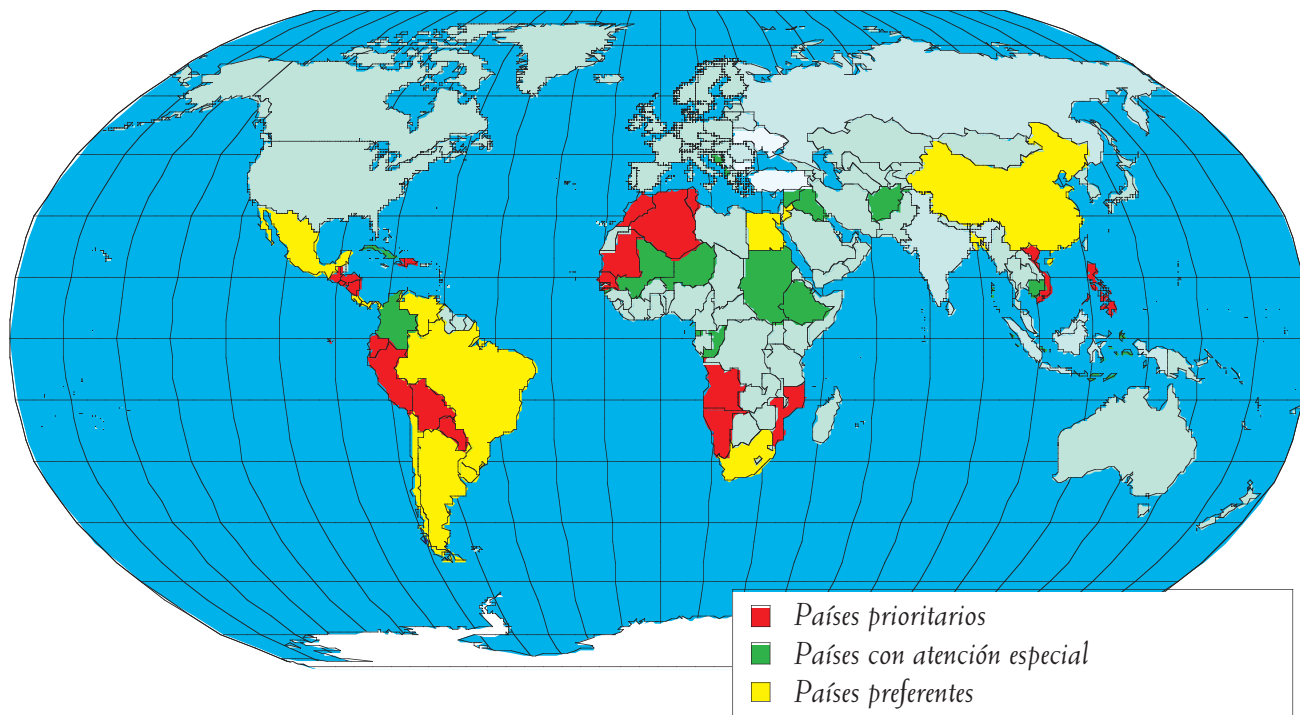 Países prioritarios
Países con atención especial
Países preferentes